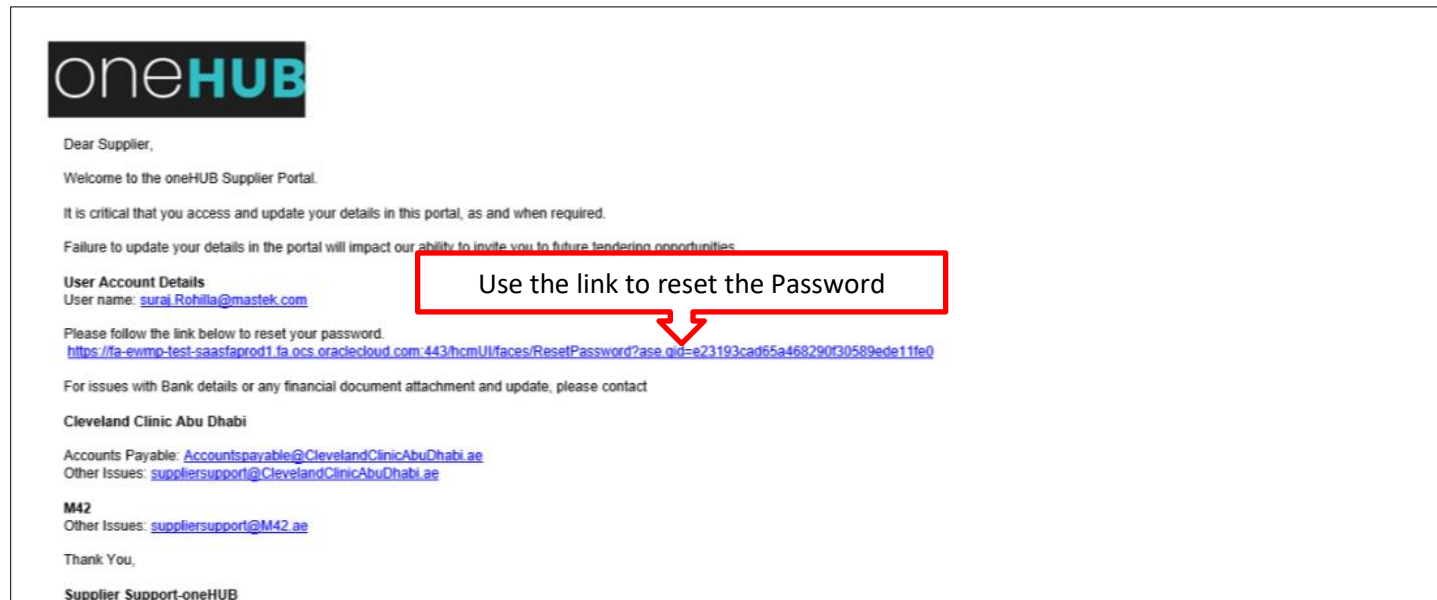 oneHUB
Dear Supplier,
Welcome to the oneHUB Supplier Portal.
It is critical that you access and update your details in this portal, as and when required.
Failure to update your details in the portal will impact our ability to invite you to future tendering opportunities
Use the link to reset the Password
User Account Details
User name: suraj.Rohilla@mastek.com
Please follow the link below to reset your password.
https://fa-ewmp-test-saasfaprod1.fa.ocs.oraclecloud.com:443/hcmUI/faces/ResetPassword?ase.gid=e23193cad65a468290f30589ede11fe0
For issues with Bank details or any financial document attachment and update, please contact
Cleveland Clinic Abu Dhabi
Accounts Payable: Accountspayable@ClevelandClinicAbuDhabi.ae
Other Issues: suppliersupport@ClevelandClinicAbuDhabi.ae
M42
Other Issues: suppliersupport@M42.ae
Thank You,
Supplier Support-oneHUB